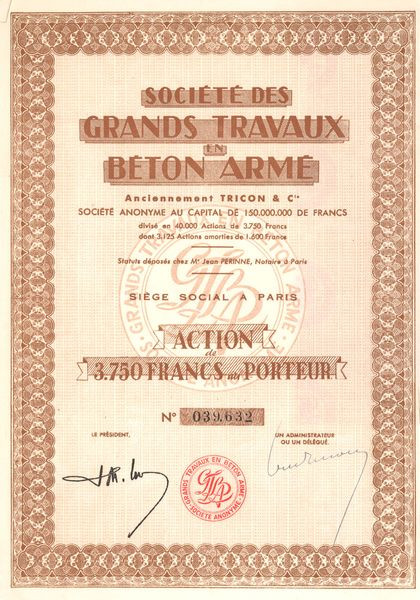 SOCIÉTÉ DES
GRANDS TRAVAUX
EN
BÉTON ARMÉ
Anciennement TRICON & Cie
SOCIÉTÉ ANONYME AU CAPITAL DE 150.000.000 DE FRANCS
divisé en 40.000 Actions de 3.750 Francs
dont 3.125 Actions amorties de 1.600 Francs
Statuts déposés chez Me Jean PERINNE, Notaire à Paris
SIÈGE SOCIAL A PARIS
ACTION
de
3.750 FRANCS au PORTEUR
No 039,632
LE PRÉSIDENT,
UN ADMINISTRATEUR
OU UN DÉLÉGUÉ.
GRANDS TRAVAUX EN BÉTON ARMÉ
SOCIÉTÉ ANONYME